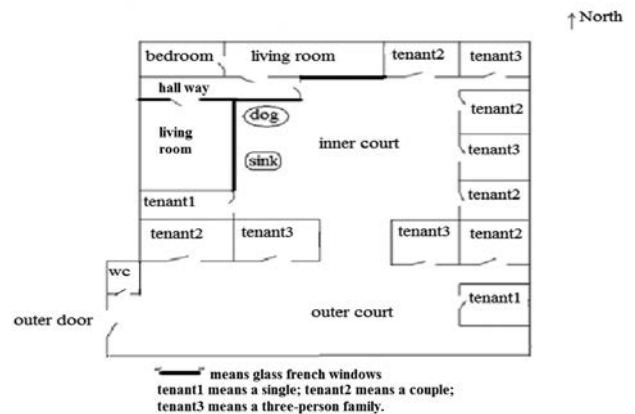 ↑ North
bedroom living room tenant2 tenant3
hall way
tenant2
dog
living
room
inner court
tenant3
sink
tenant1
tenant2
tenant2 tenant3 tenant3 tenant2
wc
tenant1
outer door
outer court
means glass french windows
tenant1 means a single; tenant2 means a couple;
tenant3 means a three-person family.